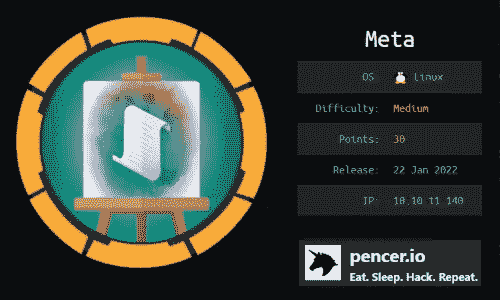 Meta
OS linux
Difficulty: Medium
Points: 30
Release: 22 Jan 2022
IP: 10 10 11 140
pencer.io
Eat. Sleep. Hack. Repeat.